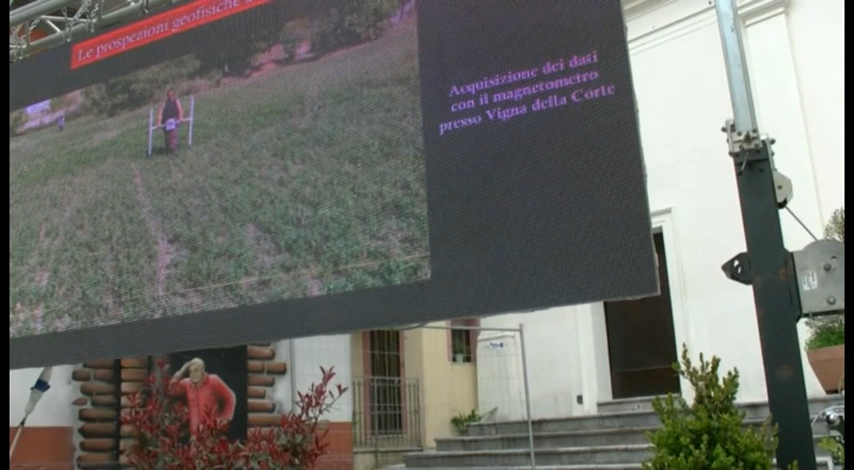 Le prospezioni geofisiche
Acquisizione dei dati
con il magnetometro
presso Vigna della Corte